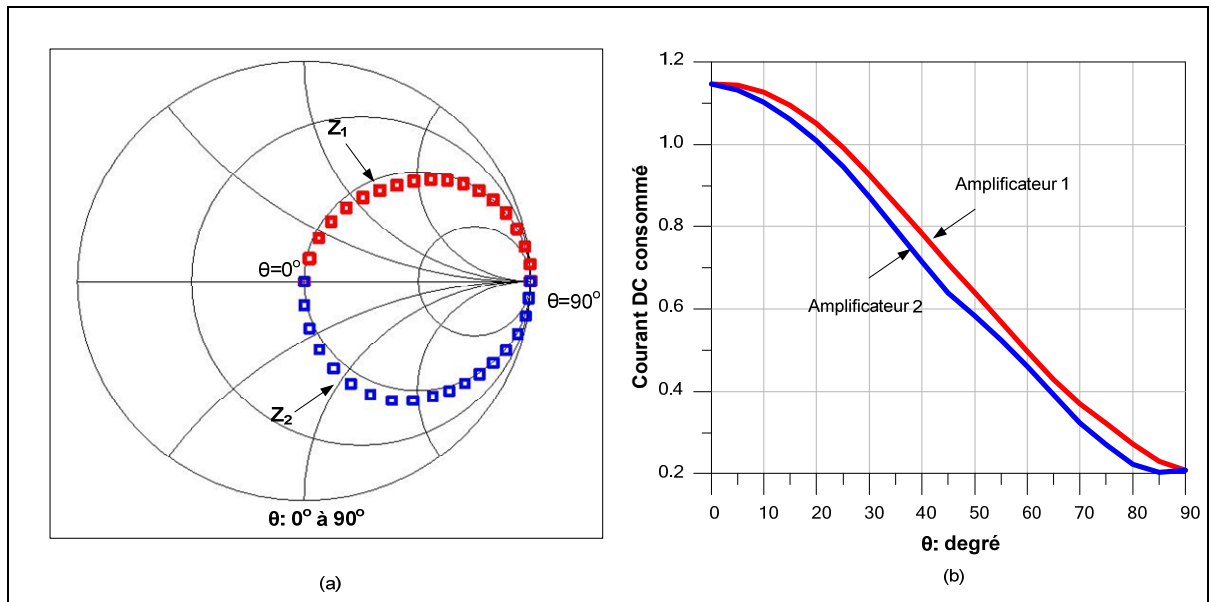 Z₁
θ=0°
θ=90°
Z₂
θ: 0° à 90°
(a)
Courant DC consommé
1.2
1.0
0.8
0.6
0.4
0.2
Amplificateur 1
Amplificateur 2
0 10 20 30 40 50 60 70 80 90
θ: degré
(b)